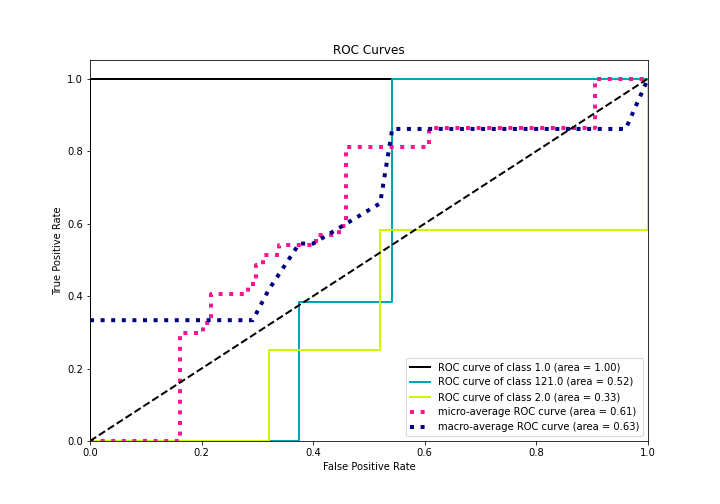 ROC Curves
1.0
0.8
0.6
0.4
0.2
0.0
True Positive Rate
0.0 0.2 0.4 0.6 0.8 1.0
False Positive Rate
ROC curve of class 1.0 (area = 1.00)
ROC curve of class 121.0 (area = 0.52)
ROC curve of class 2.0 (area = 0.33)
micro-average ROC curve (area = 0.61)
macro-average ROC curve (area = 0.63)